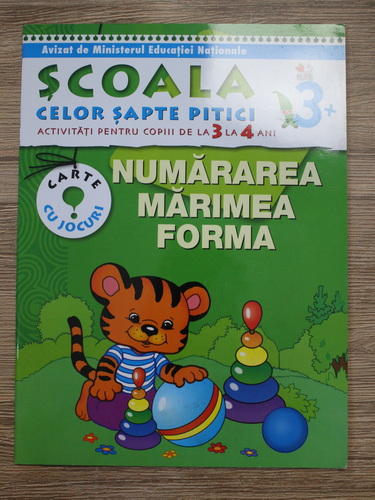 Avizat de Ministerul Educației Naționale
ȘCOALA
CELOR ȘAPTE PITICI
ACTIVITĂȚI PENTRU COPIII DE LA 3 LA 4 ANI
3+
CARTE
CU JOCURI
NUMĂRAREA
MĂRIMEA
FORMA